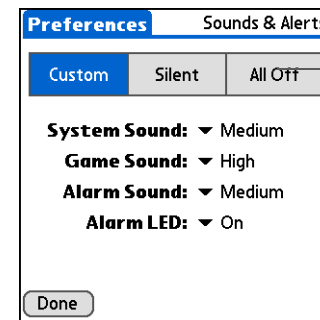 Preferences Sounds & Alerts
Custom Silent All Off
System Sound: Medium
Game Sound: High
Alarm Sound: Medium
Alarm LED: On
Done